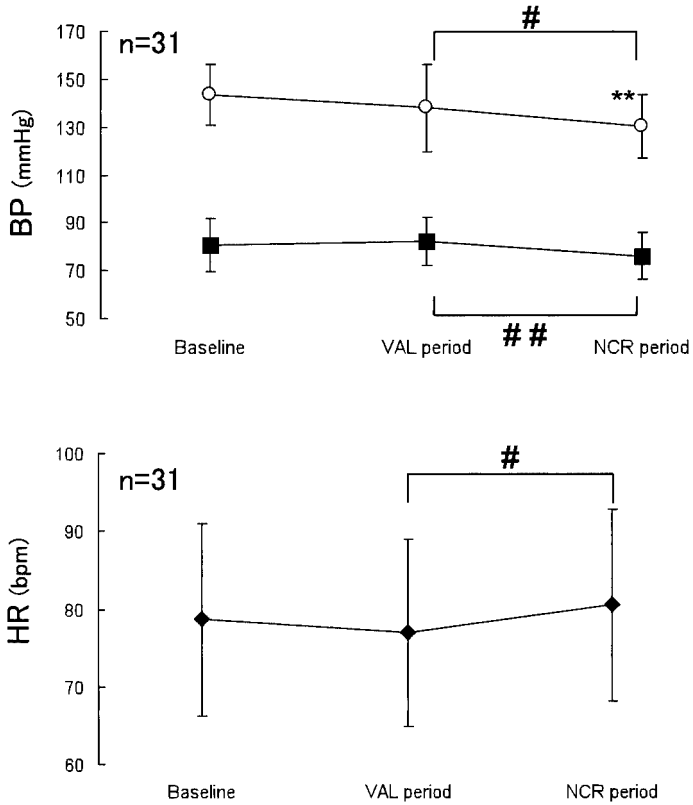 #
170
n=31
150
**
130
110
90
70
50
BP (mmHg)
##
Baseline VAL period NCR period
100
#
n=31
90
80
70
60
HR (bpm)
Baseline VAL period NCR period